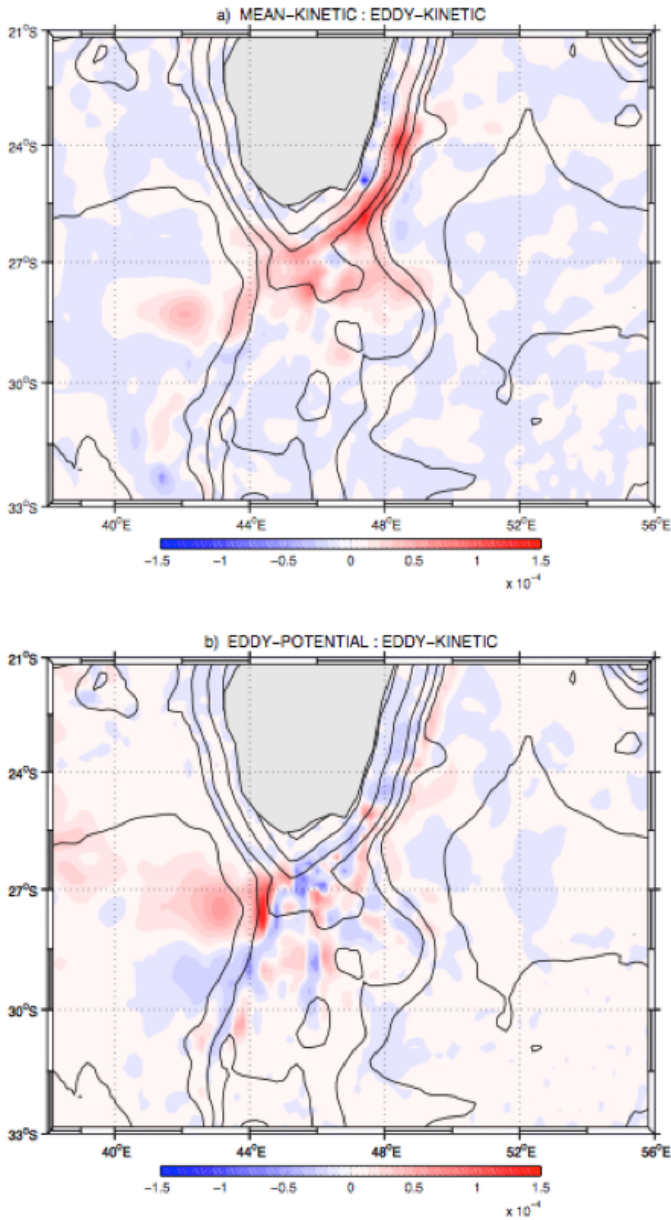 a) MEAN-KINETIC : EDDY-KINETIC
21°S
24°S
27°S
30°S
33°S
40°E 44°E 48°E 52°E 56°E
-1.5 -1 -0.5 0 0.5 1 1.5
x 10⁻⁴
b) EDDY-POTENTIAL : EDDY-KINETIC
21°S
24°S
27°S
30°S
33°S
40°E 44°E 48°E 52°E 56°E
-1.5 -1 -0.5 0 0.5 1 1.5
x 10⁻⁴